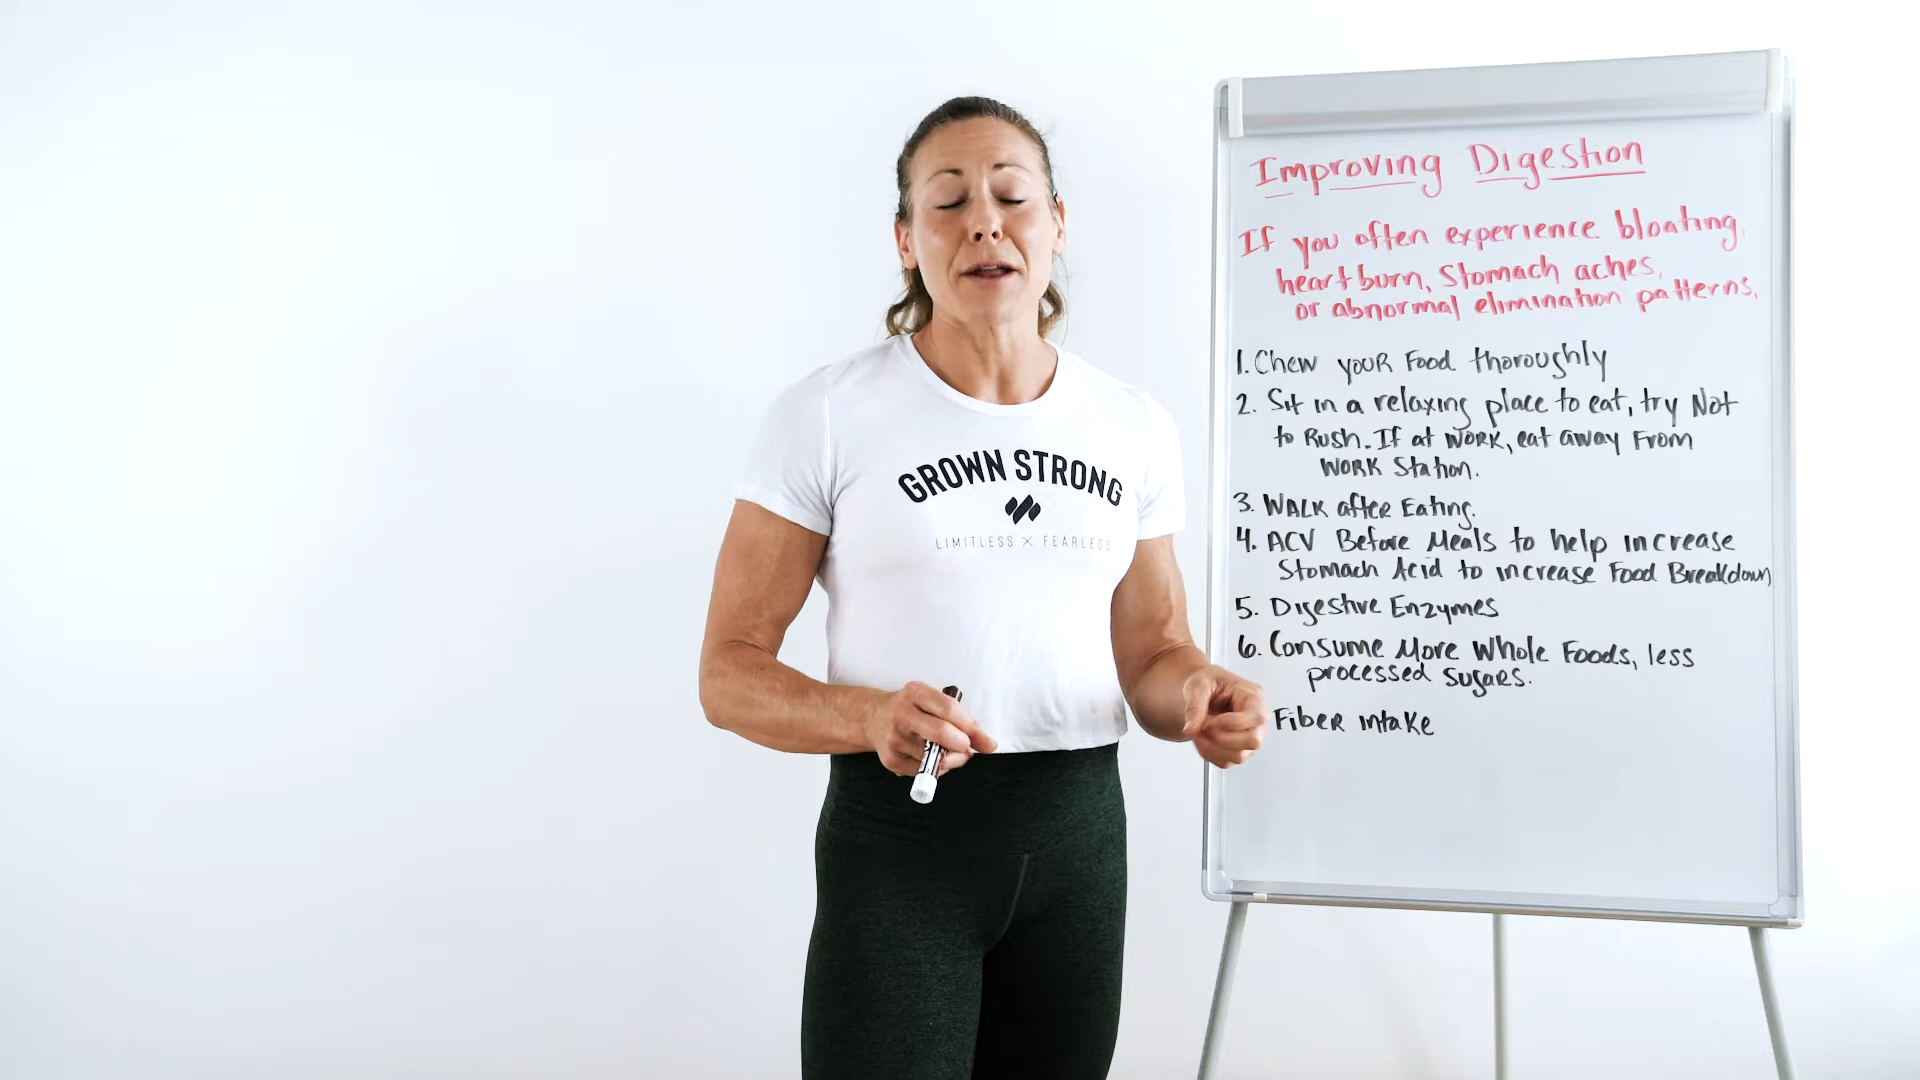 GROWN STRONG
LIMITLESS X FEARLESS
Improving Digestion
If you often experience bloating,
heartburn, stomach aches,
or abnormal elimination patterns,
1. Chew youR Food thoroughly
2. Sit in a relaxing place to eat, try Not
to Rush. If at WORK, eat away From
WORK Station.
3. WALK afteR Eating.
4. ACV Before Meals to help increase
Stomach Acid to increase Food Breakdown
5. Digestive Enzymes
6. Consume More Whole Foods, less
processed sugaRs.
FibeR intake